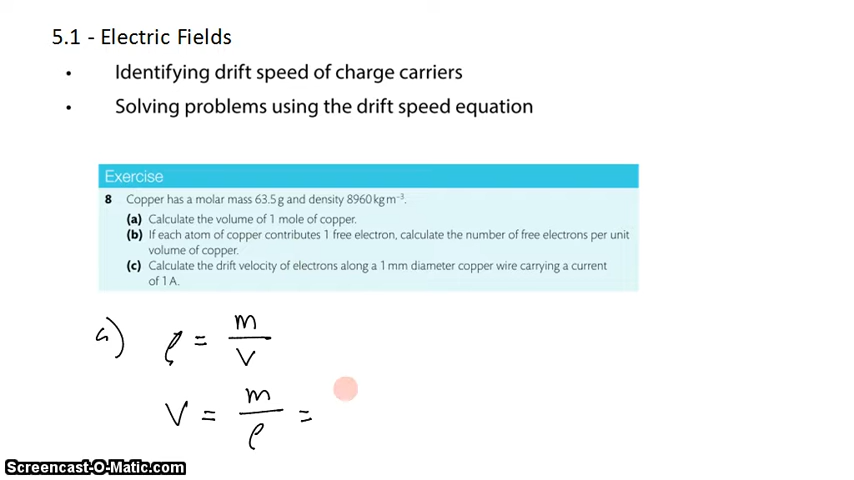 5.1 - Electric Fields
• Identifying drift speed of charge carriers
• Solving problems using the drift speed equation
Exercise
8 Copper has a molar mass 63.5 g and density 8960 kg m⁻³.
(a) Calculate the volume of 1 mole of copper.
(b) If each atom of copper contributes 1 free electron, calculate the number of free electrons per unit
volume of copper.
(c) Calculate the drift velocity of electrons along a 1 mm diameter copper wire carrying a current
of 1 A.
a) ρ = m/V
V = m/ρ =
Screencast-O-Matic.com